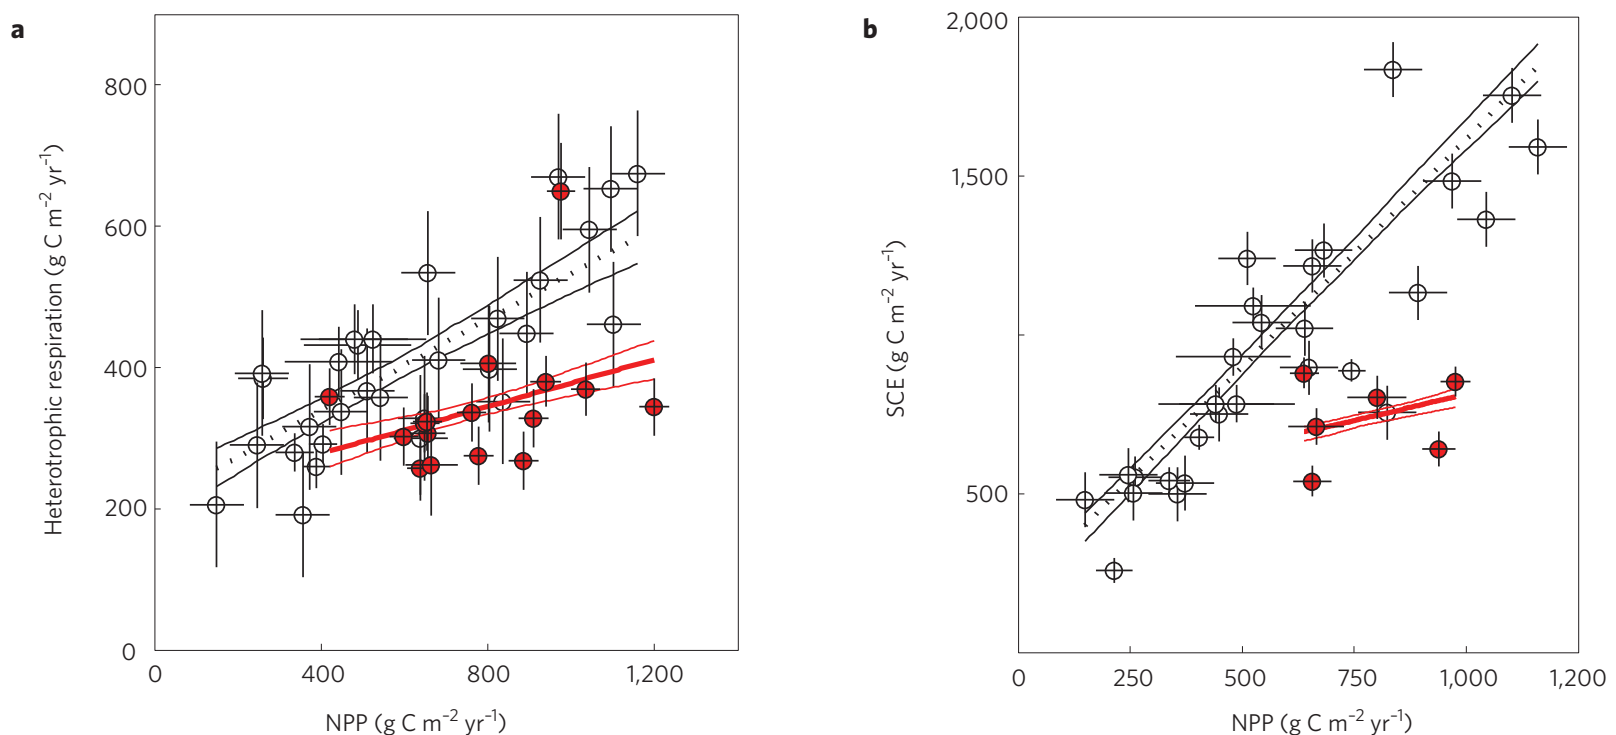 a
Heterotrophic respiration (g C m⁻² yr⁻¹)
800
600
400
200
0
0 400 800 1,200
NPP (g C m⁻² yr⁻¹)
b
SCE (g C m⁻² yr⁻¹)
2,000
1,500
500
0 250 500 750 1,000 1,200
NPP (g C m⁻² yr⁻¹)